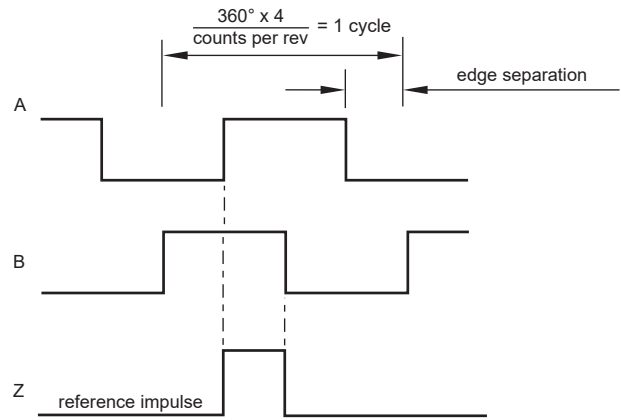 360° x 4
counts per rev
= 1 cycle
edge separation
A
B
Z
reference impulse